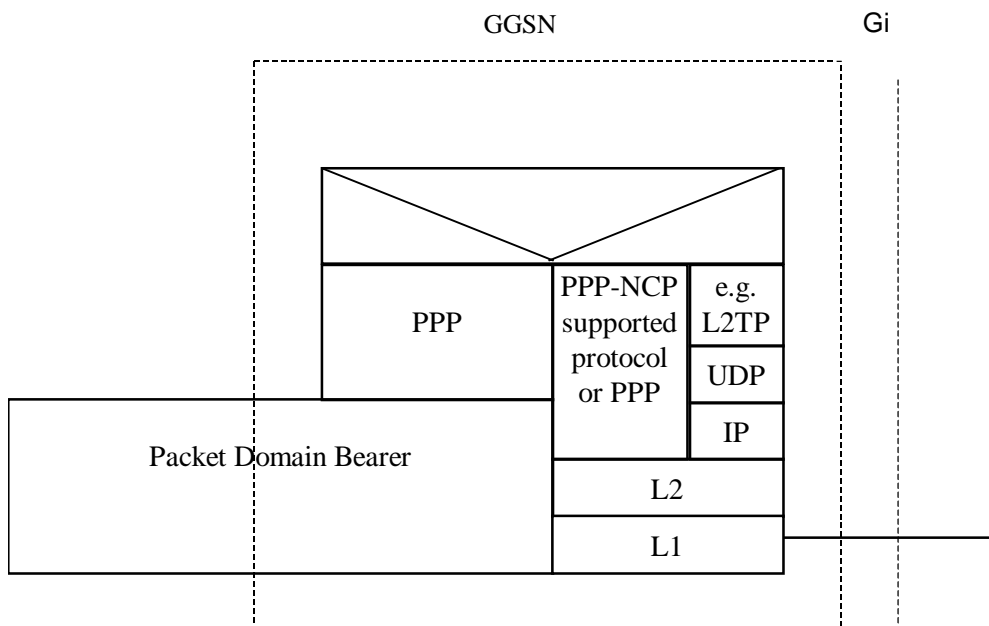 GGSN
Gi
PPP
PPP-NCP
supported
protocol
or PPP
e.g.
L2TP
UDP
IP
Packet Domain Bearer
L2
L1